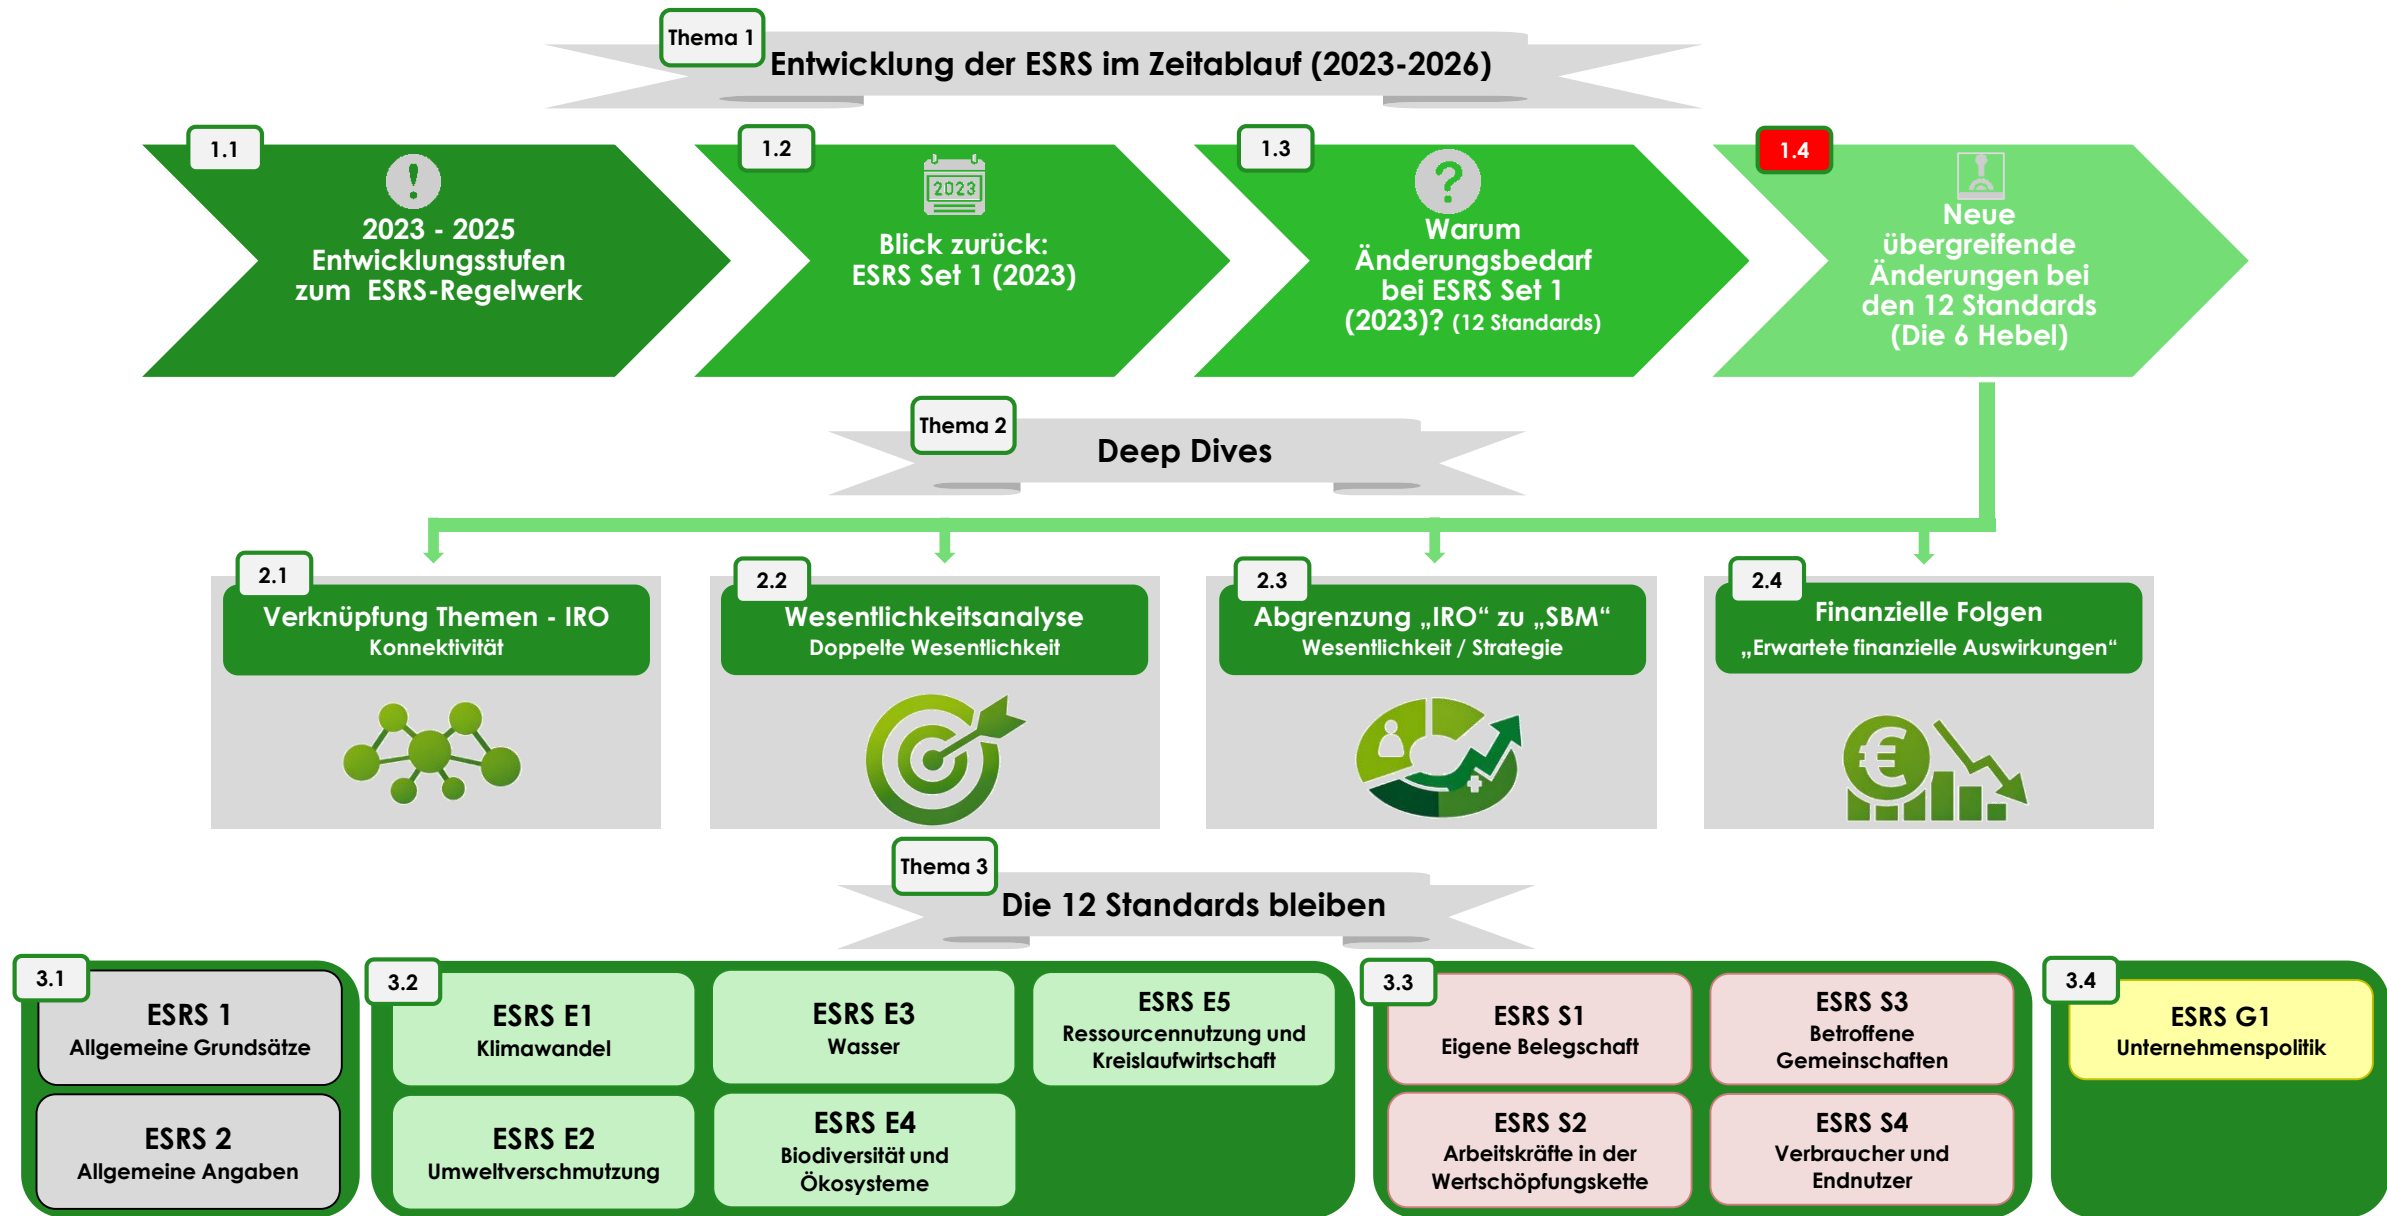 Thema 1
Entwicklung der ESRS im Zeitablauf (2023-2026)
1.1
2023 - 2025
Entwicklungsstufen
zum ESRS-Regelwerk
1.2
2023
Blick zurück:
ESRS Set 1 (2023)
1.3
?
Warum
Änderungsbedarf
bei ESRS Set 1
(2023)? (12 Standards)
1.4
Neue
übergreifende
Änderungen bei
den 12 Standards
(Die 6 Hebel)
Thema 2
Deep Dives
2.1
Verknüpfung Themen - IRO
Konnektivität
2.2
Wesentlichkeitsanalyse
Doppelte Wesentlichkeit
2.3
Abgrenzung „IRO“ zu „SBM“
Wesentlichkeit / Strategie
2.4
Finanzielle Folgen
„Erwartete finanzielle Auswirkungen“
€
Thema 3
Die 12 Standards bleiben
3.1
ESRS 1
Allgemeine Grundsätze
ESRS 2
Allgemeine Angaben
3.2
ESRS E1
Klimawandel
ESRS E2
Umweltverschmutzung
ESRS E3
Wasser
ESRS E4
Biodiversität und
Ökosysteme
ESRS E5
Ressourcennutzung und
Kreislaufwirtschaft
3.3
ESRS S1
Eigene Belegschaft
ESRS S2
Arbeitskräfte in der
Wertschöpfungskette
ESRS S3
Betroffene
Gemeinschaften
ESRS S4
Verbraucher und
Endnutzer
3.4
ESRS G1
Unternehmenspolitik